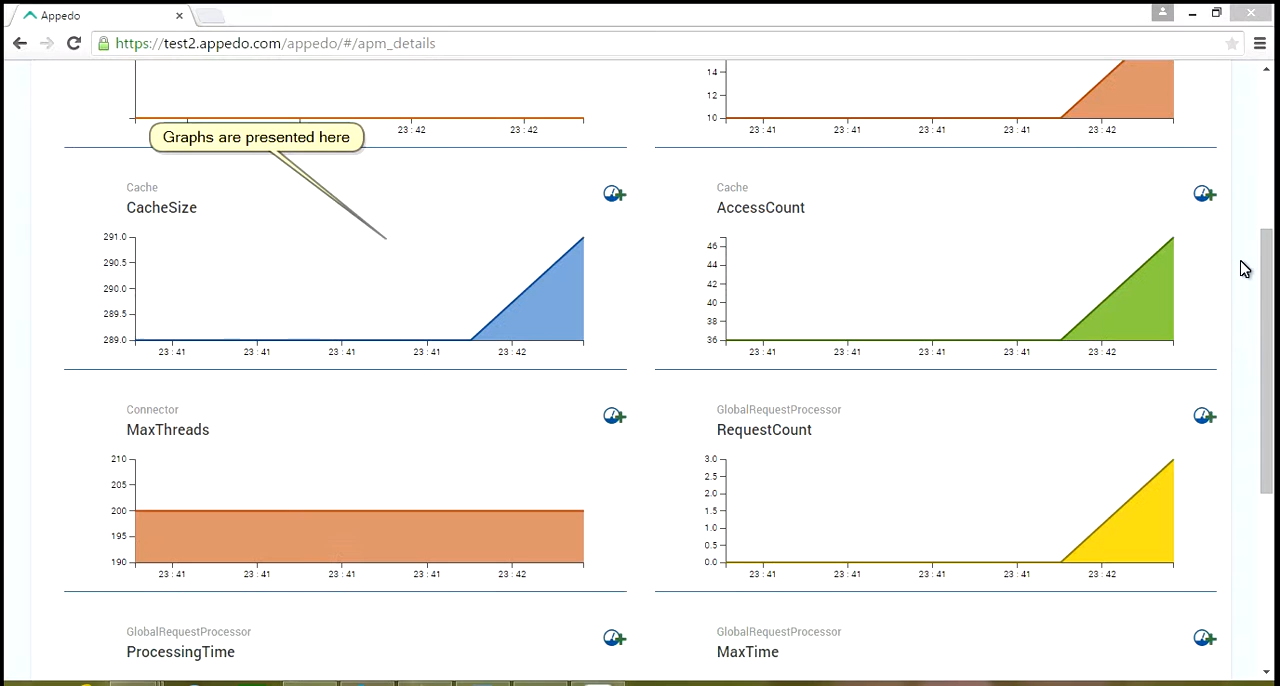 Appedo
https://test2.appedo.com/appedo/#/apm_details
14
12
10
23 : 42 23 : 42
23 : 41 23 : 41 23 : 41 23 : 41 23 : 42
Graphs are presented here
Cache
CacheSize
291.0
290.5
290.0
289.5
289.0
23 : 41 23 : 41 23 : 41 23 : 41 23 : 42
Cache
AccessCount
46
44
42
40
38
36
23 : 41 23 : 41 23 : 41 23 : 41 23 : 42
Connector
MaxThreads
210
205
200
195
190
23 : 41 23 : 41 23 : 41 23 : 41 23 : 42
GlobalRequestProcessor
RequestCount
3.0
2.5
2.0
1.5
1.0
0.5
0.0
23 : 41 23 : 41 23 : 41 23 : 41 23 : 42
GlobalRequestProcessor
ProcessingTime
GlobalRequestProcessor
MaxTime